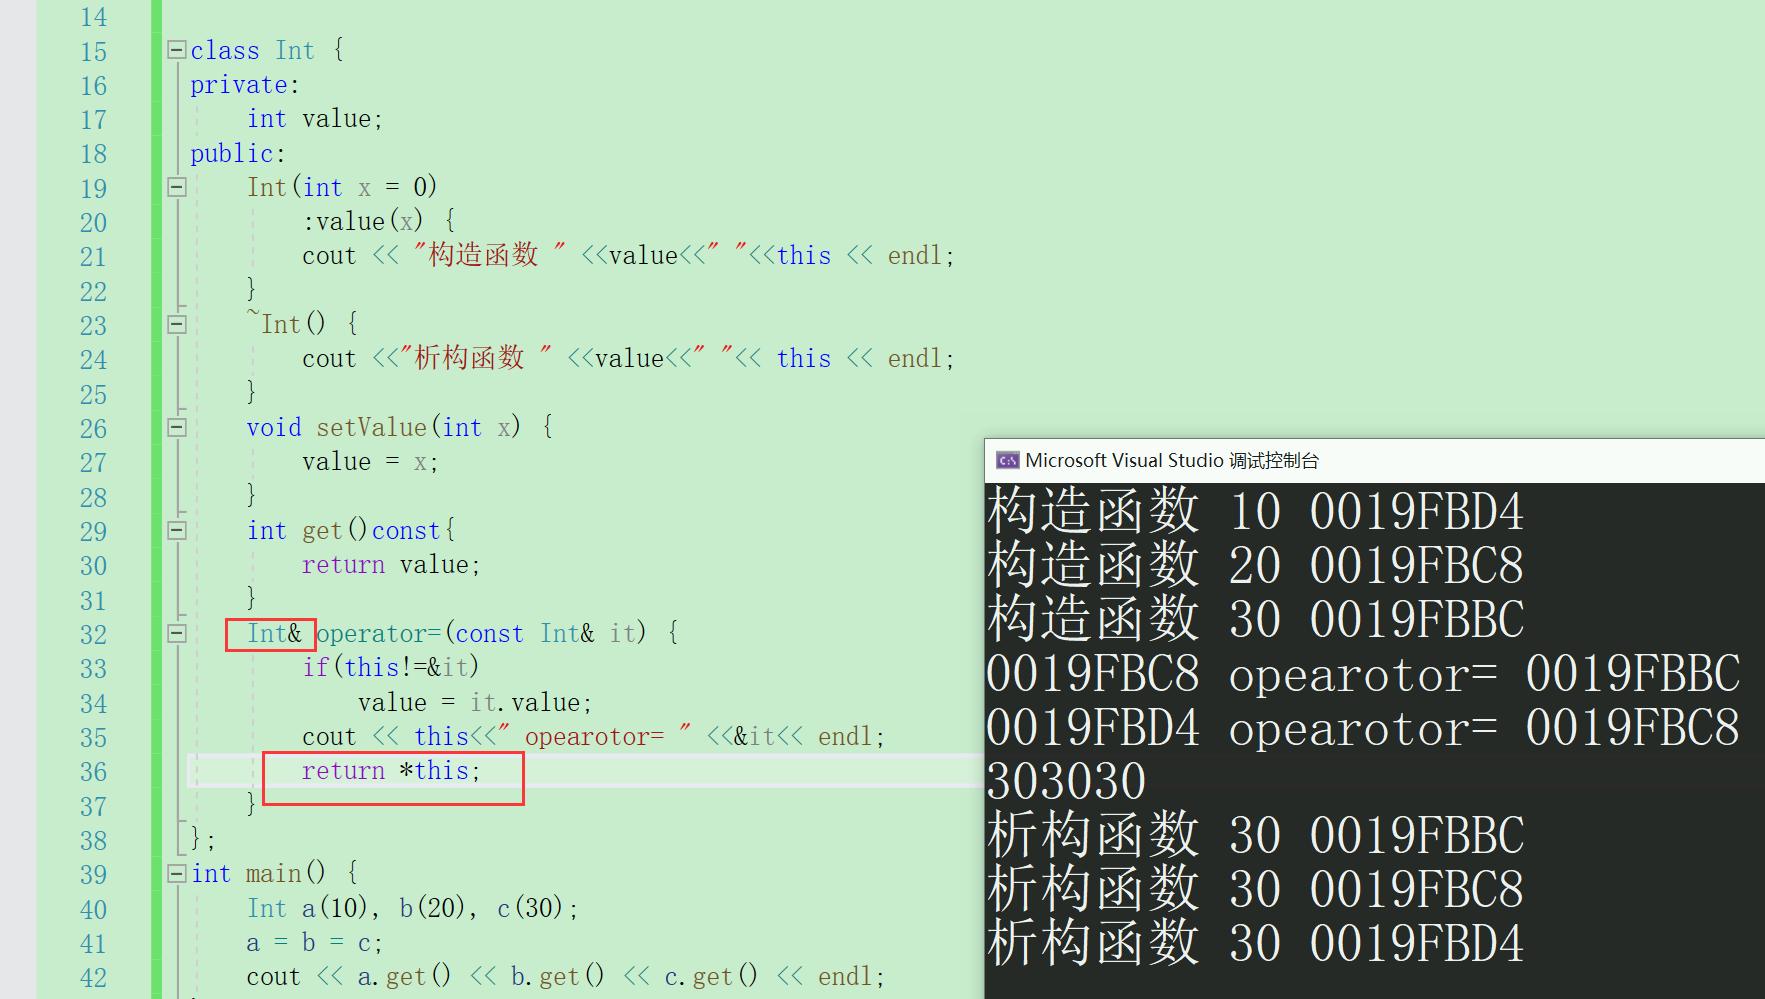 14
15 class Int {
16 private:
17 int value;
18 public:
19 Int(int x = 0)
20 :value(x) {
21 cout << "构造函数 " <<value<<" "<<this << endl;
22 }
23 ~Int() {
24 cout <<"析构函数 " <<value<<" "<< this << endl;
25 }
26 void setValue(int x) {
27 value = x;
28 }
29 int get()const{
30 return value;
31 }
32 Int& operator=(const Int& it) {
33 if(this!=&it)
34 value = it.value;
35 cout << this<<" opearotor= " <<&it<< endl;
36 return *this;
37 }
38 };
39 int main() {
40 Int a(10), b(20), c(30);
41 a = b = c;
42 cout << a.get() << b.get() << c.get() << endl;
Microsoft Visual Studio 调试控制台
构造函数 10 0019FBD4
构造函数 20 0019FBC8
构造函数 30 0019FBBC
0019FBC8 opearotor= 0019FBBC
0019FBD4 opearotor= 0019FBC8
303030
析构函数 30 0019FBBC
析构函数 30 0019FBC8
析构函数 30 0019FBD4